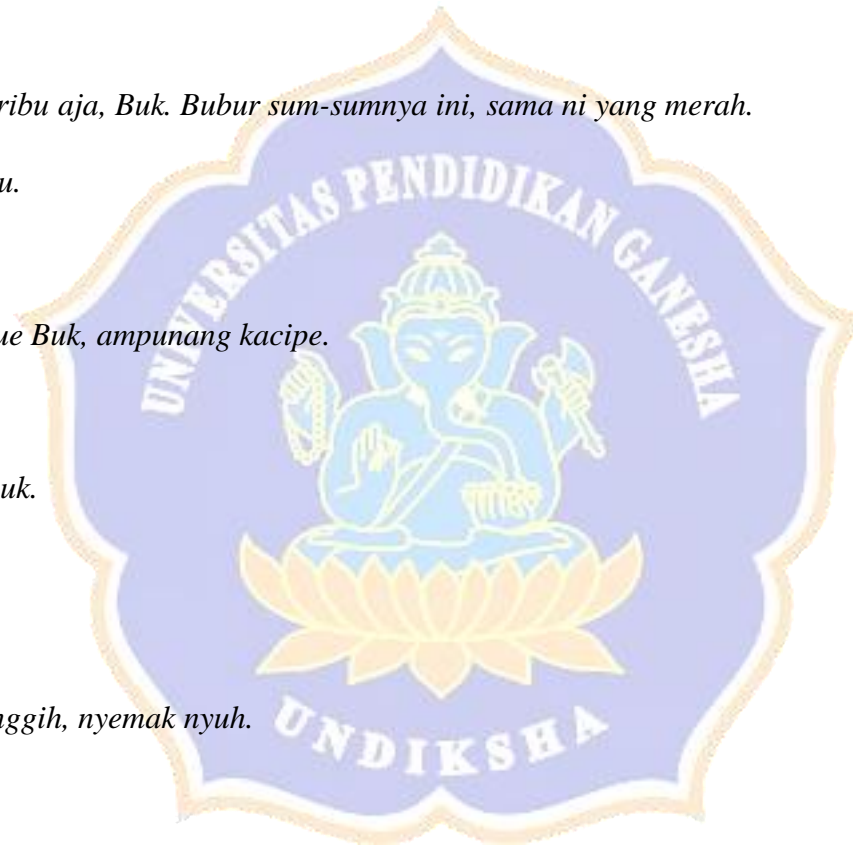 ribu aja, Buk. Bubur sum-sumnya ini, sama ni yang merah.
u.
UNIVERSITAS PENDIDIKAN GANESHA
ue Buk, ampunang kacipe.
uk.
nggih, nyemak nyuh.
UNDIKSHA